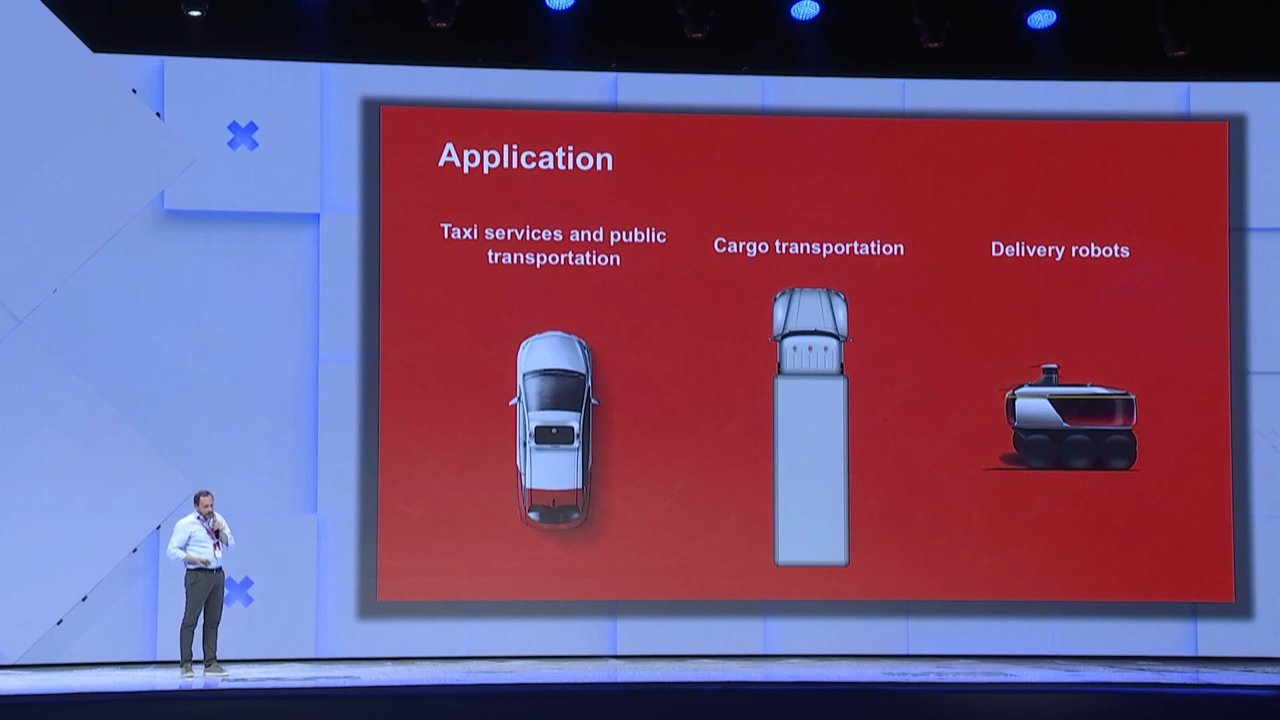 Application
Taxi services and public
transportation
Cargo transportation
Delivery robots